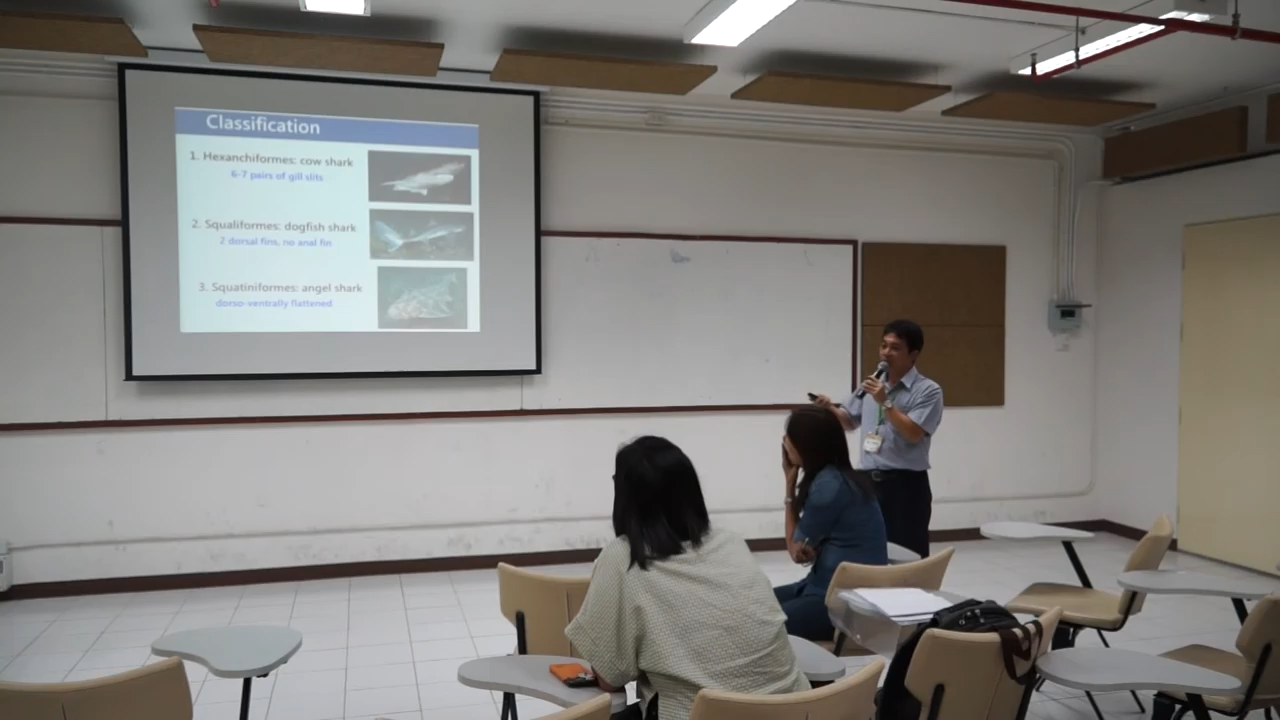 Classification
1. Hexanchiformes: cow shark
6-7 pairs of gill slits
2. Squaliformes: dogfish shark
2 dorsal fins, no anal fin
3. Squatiniformes: angel shark
dorso-ventrally flattened